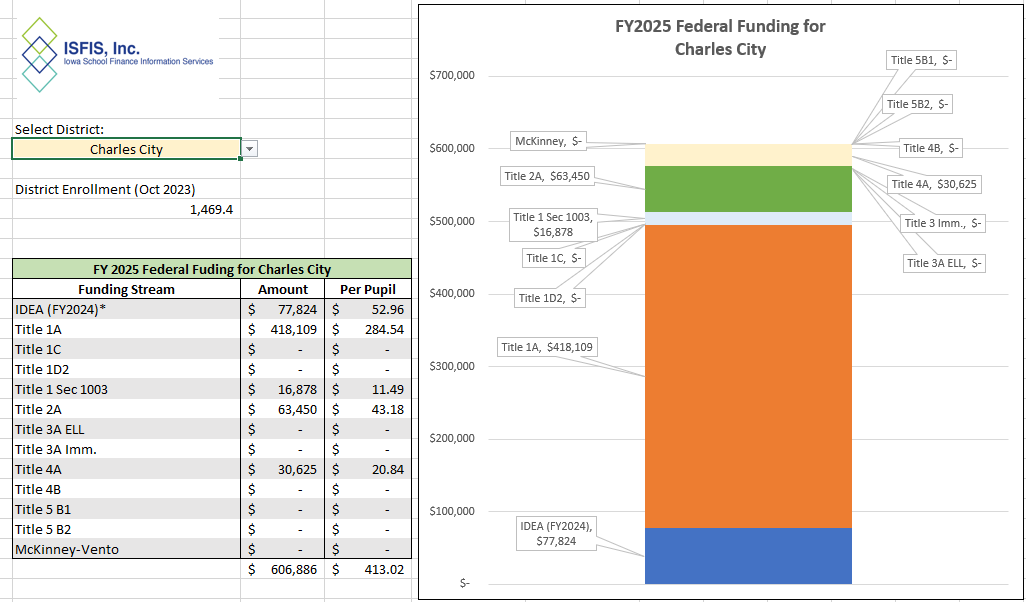 ISFIS, Inc.
Iowa School Finance Information Services
Select District:
Charles City
District Enrollment (Oct 2023)
1,469.4
FY 2025 Federal Fuding for Charles City
Funding Stream Amount Per Pupil
IDEA (FY2024)* $ 77,824 $ 52.96
Title 1A $ 418,109 $ 284.54
Title 1C $ - $ -
Title 1D2 $ - $ -
Title 1 Sec 1003 $ 16,878 $ 11.49
Title 2A $ 63,450 $ 43.18
Title 3A ELL $ - $ -
Title 3A Imm. $ - $ -
Title 4A $ 30,625 $ 20.84
Title 4B $ - $ -
Title 5 B1 $ - $ -
Title 5 B2 $ - $ -
McKinney-Vento $ - $ -
$ 606,886 $ 413.02
FY2025 Federal Funding for
Charles City
$700,000
$600,000
$500,000
$400,000
$300,000
$200,000
$100,000
$-
McKinney, $-
Title 2A, $63,450
Title 1 Sec 1003,
$16,878
Title 1C, $-
Title 1D2, $-
Title 1A, $418,109
IDEA (FY2024),
$77,824
Title 5B1, $-
Title 5B2, $-
Title 4B, $-
Title 4A, $30,625
Title 3 Imm., $-
Title 3A ELL, $-